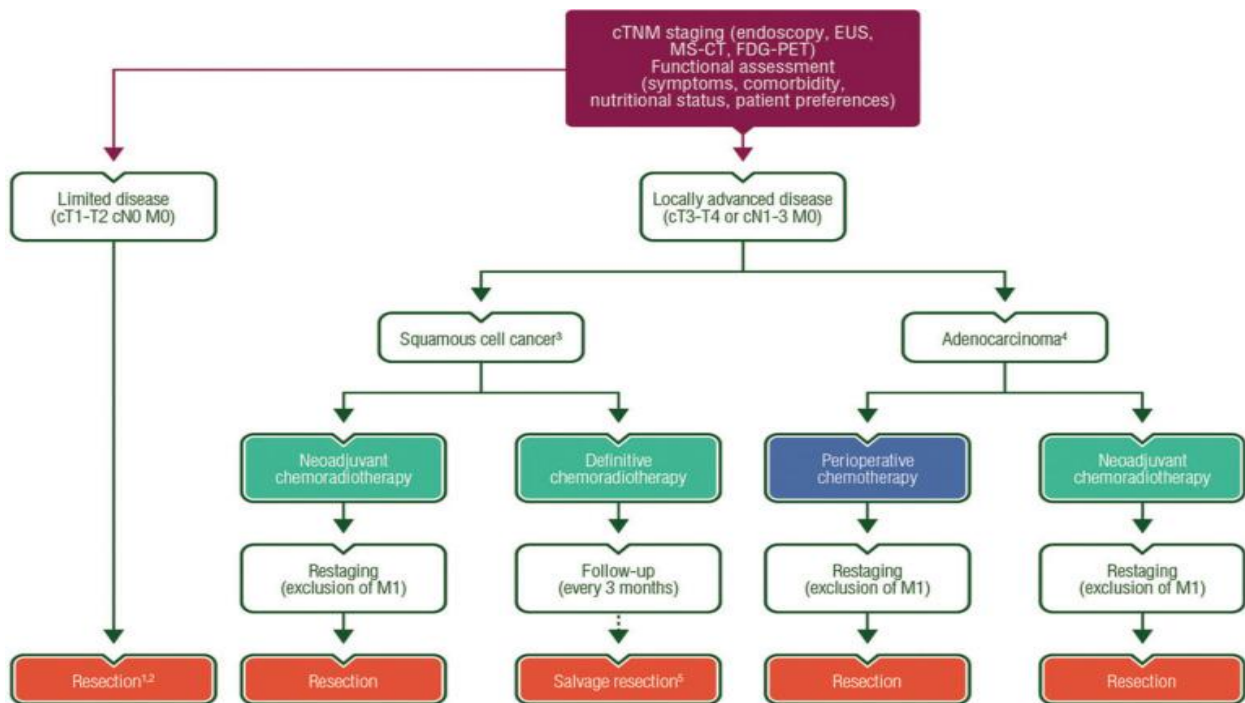 cTNM staging (endoscopy, EUS,
MS-CT, FDG-PET)
Functional assessment
(symptoms, comorbidity,
nutritional status, patient preferences)
Limited disease
(cT1-T2 cN0 M0)
Locally advanced disease
(cT3-T4 or cN1-3 M0)
Squamous cell cancer³
Adenocarcinoma⁴
Neoadjuvant
chemoradiotherapy
Definitive
chemoradiotherapy
Perioperative
chemotherapy
Neoadjuvant
chemoradiotherapy
Restaging
(exclusion of M1)
Follow-up
(every 3 months)
Restaging
(exclusion of M1)
Restaging
(exclusion of M1)
Resection¹,²
Resection
Salvage resection⁵
Resection
Resection